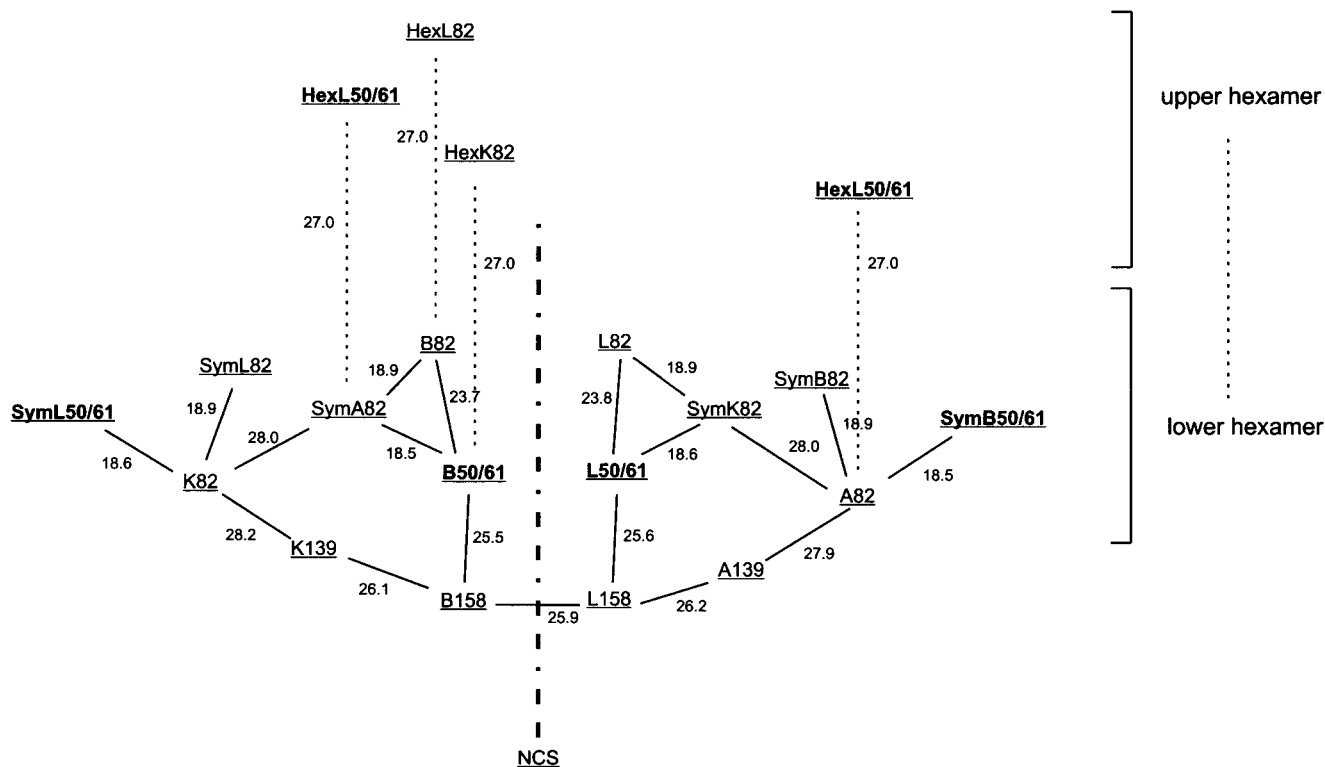 HexL82
HexL50/61
upper hexamer
27.0
HexK82
HexL50/61
27.0
27.0
27.0
B82
L82
SymL82
18.9
18.9
SymB82
23.7
23.8
SymL50/61
18.9
SymA82
SymK82
18.9
SymB50/61
lower hexamer
28.0
18.5
18.6
28.0
18.6
B50/61
L50/61
18.5
K82
A82
28.2
25.5
25.6
K139
27.9
A139
26.1
B158
L158
26.2
25.9
NCS